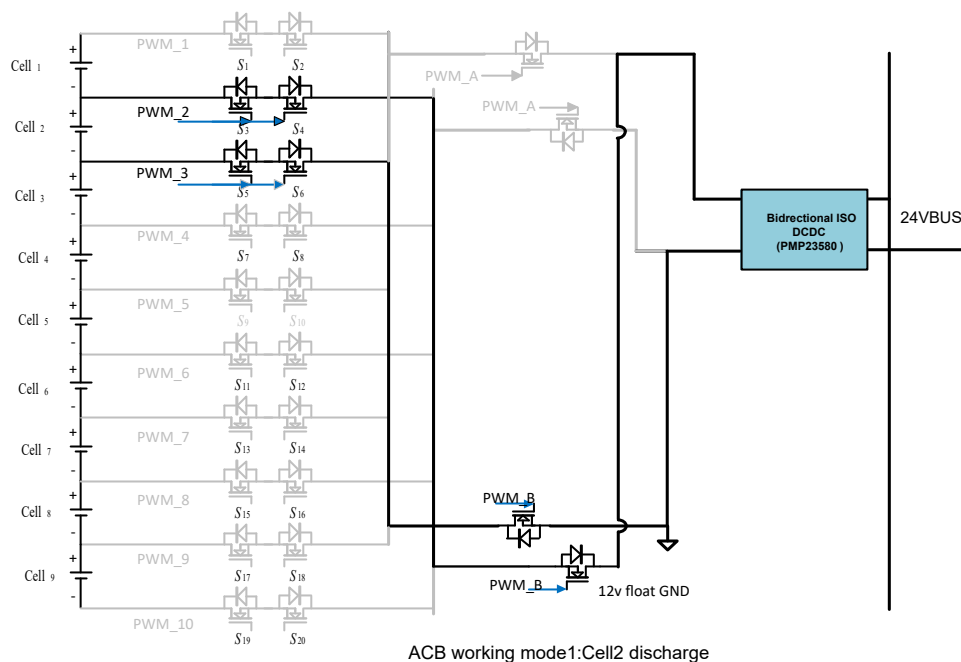 +
PWM_1
S1
S2
Cell 1
-
PWM_A
+
PWM_A
PWM_2
S3
S4
Cell 2
-
+
PWM_3
S5
S6
Cell 3
-
Bidrectional ISO
DCDC
(PMP23580 )
24VBUS
PWM_4
+
S7
S8
Cell 4
-
+
PWM_5
S9
S10
Cell 5
-
+
PWM_6
S11
S12
Cell 6
-
PWM_7
+
S13
S14
Cell 7
-
+
PWM_8
PWM_B
S15
S16
Cell 8
-
+
PWM_9
S17
S18
Cell 9
-
PWM_B
12v float GND
PWM_10
S19
S20
ACB working mode1:Cell2 discharge